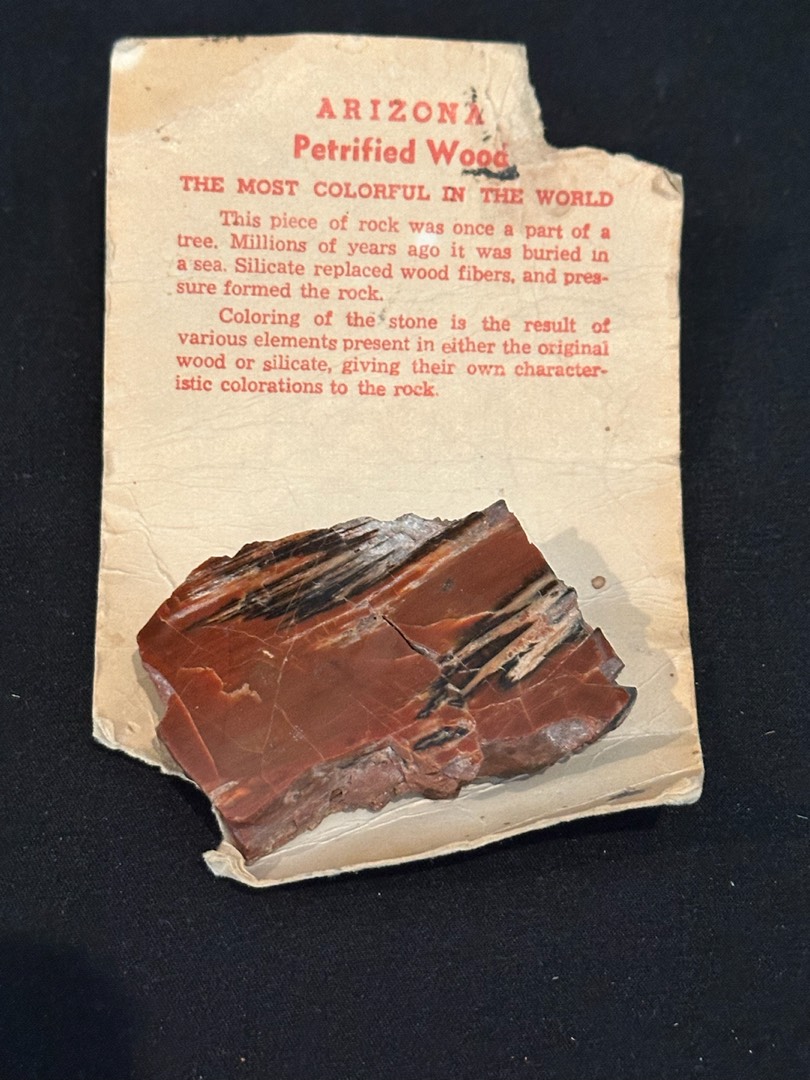 ARIZONA
Petrified Wood
THE MOST COLORFUL IN THE WORLD
This piece of rock was once a part of a
tree. Millions of years ago it was buried in
a sea. Silicate replaced wood fibers, and pres-
sure formed the rock.
Coloring of the stone is the result of
various elements present in either the original
wood or silicate, giving their own character-
istic colorations to the rock.